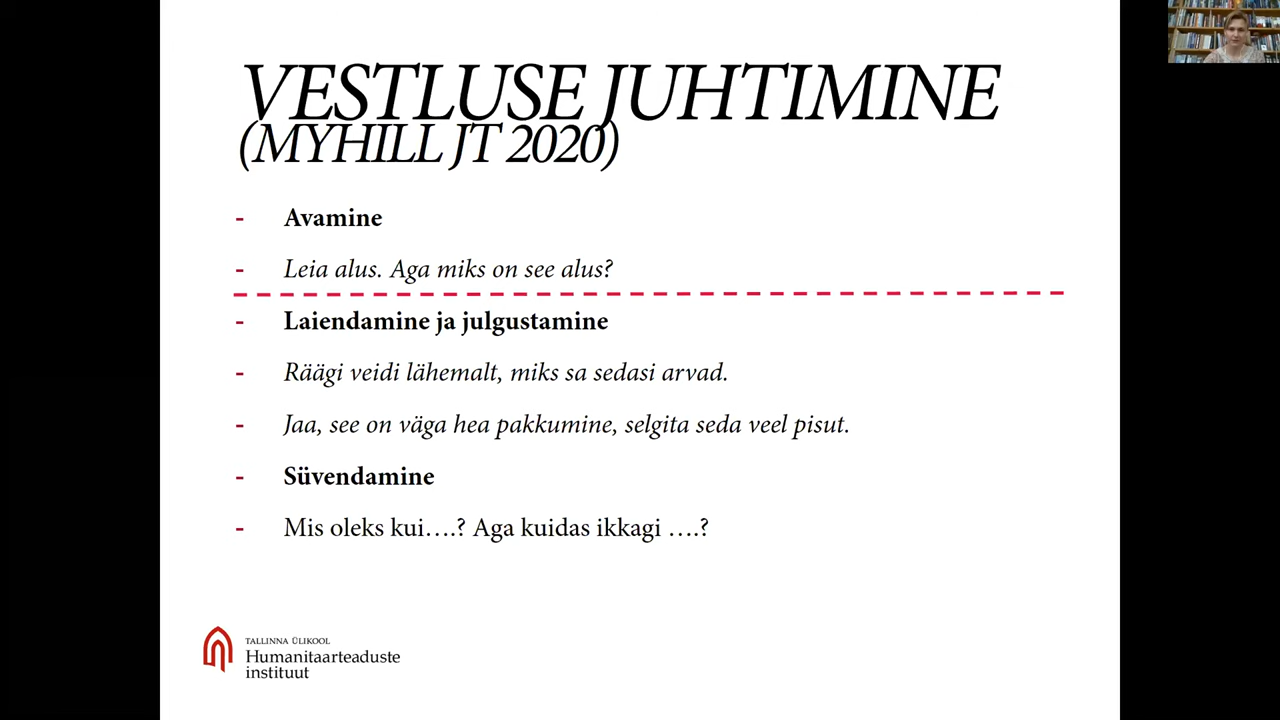 VESTLUSE JUHTIMINE
(MYHILL JT 2020)
- Avamine
- Leia alus. Aga miks on see alus?
- Laiendamine ja julgustamine
- Räägi veidi lähemalt, miks sa sedasi arvad.
- Jaa, see on väga hea pakkumine, selgita seda veel pisut.
- Süvendamine
- Mis oleks kui….? Aga kuidas ikkagi ….?
TALLINNA ÜLIKOOL
Humanitaarteaduste
instituut